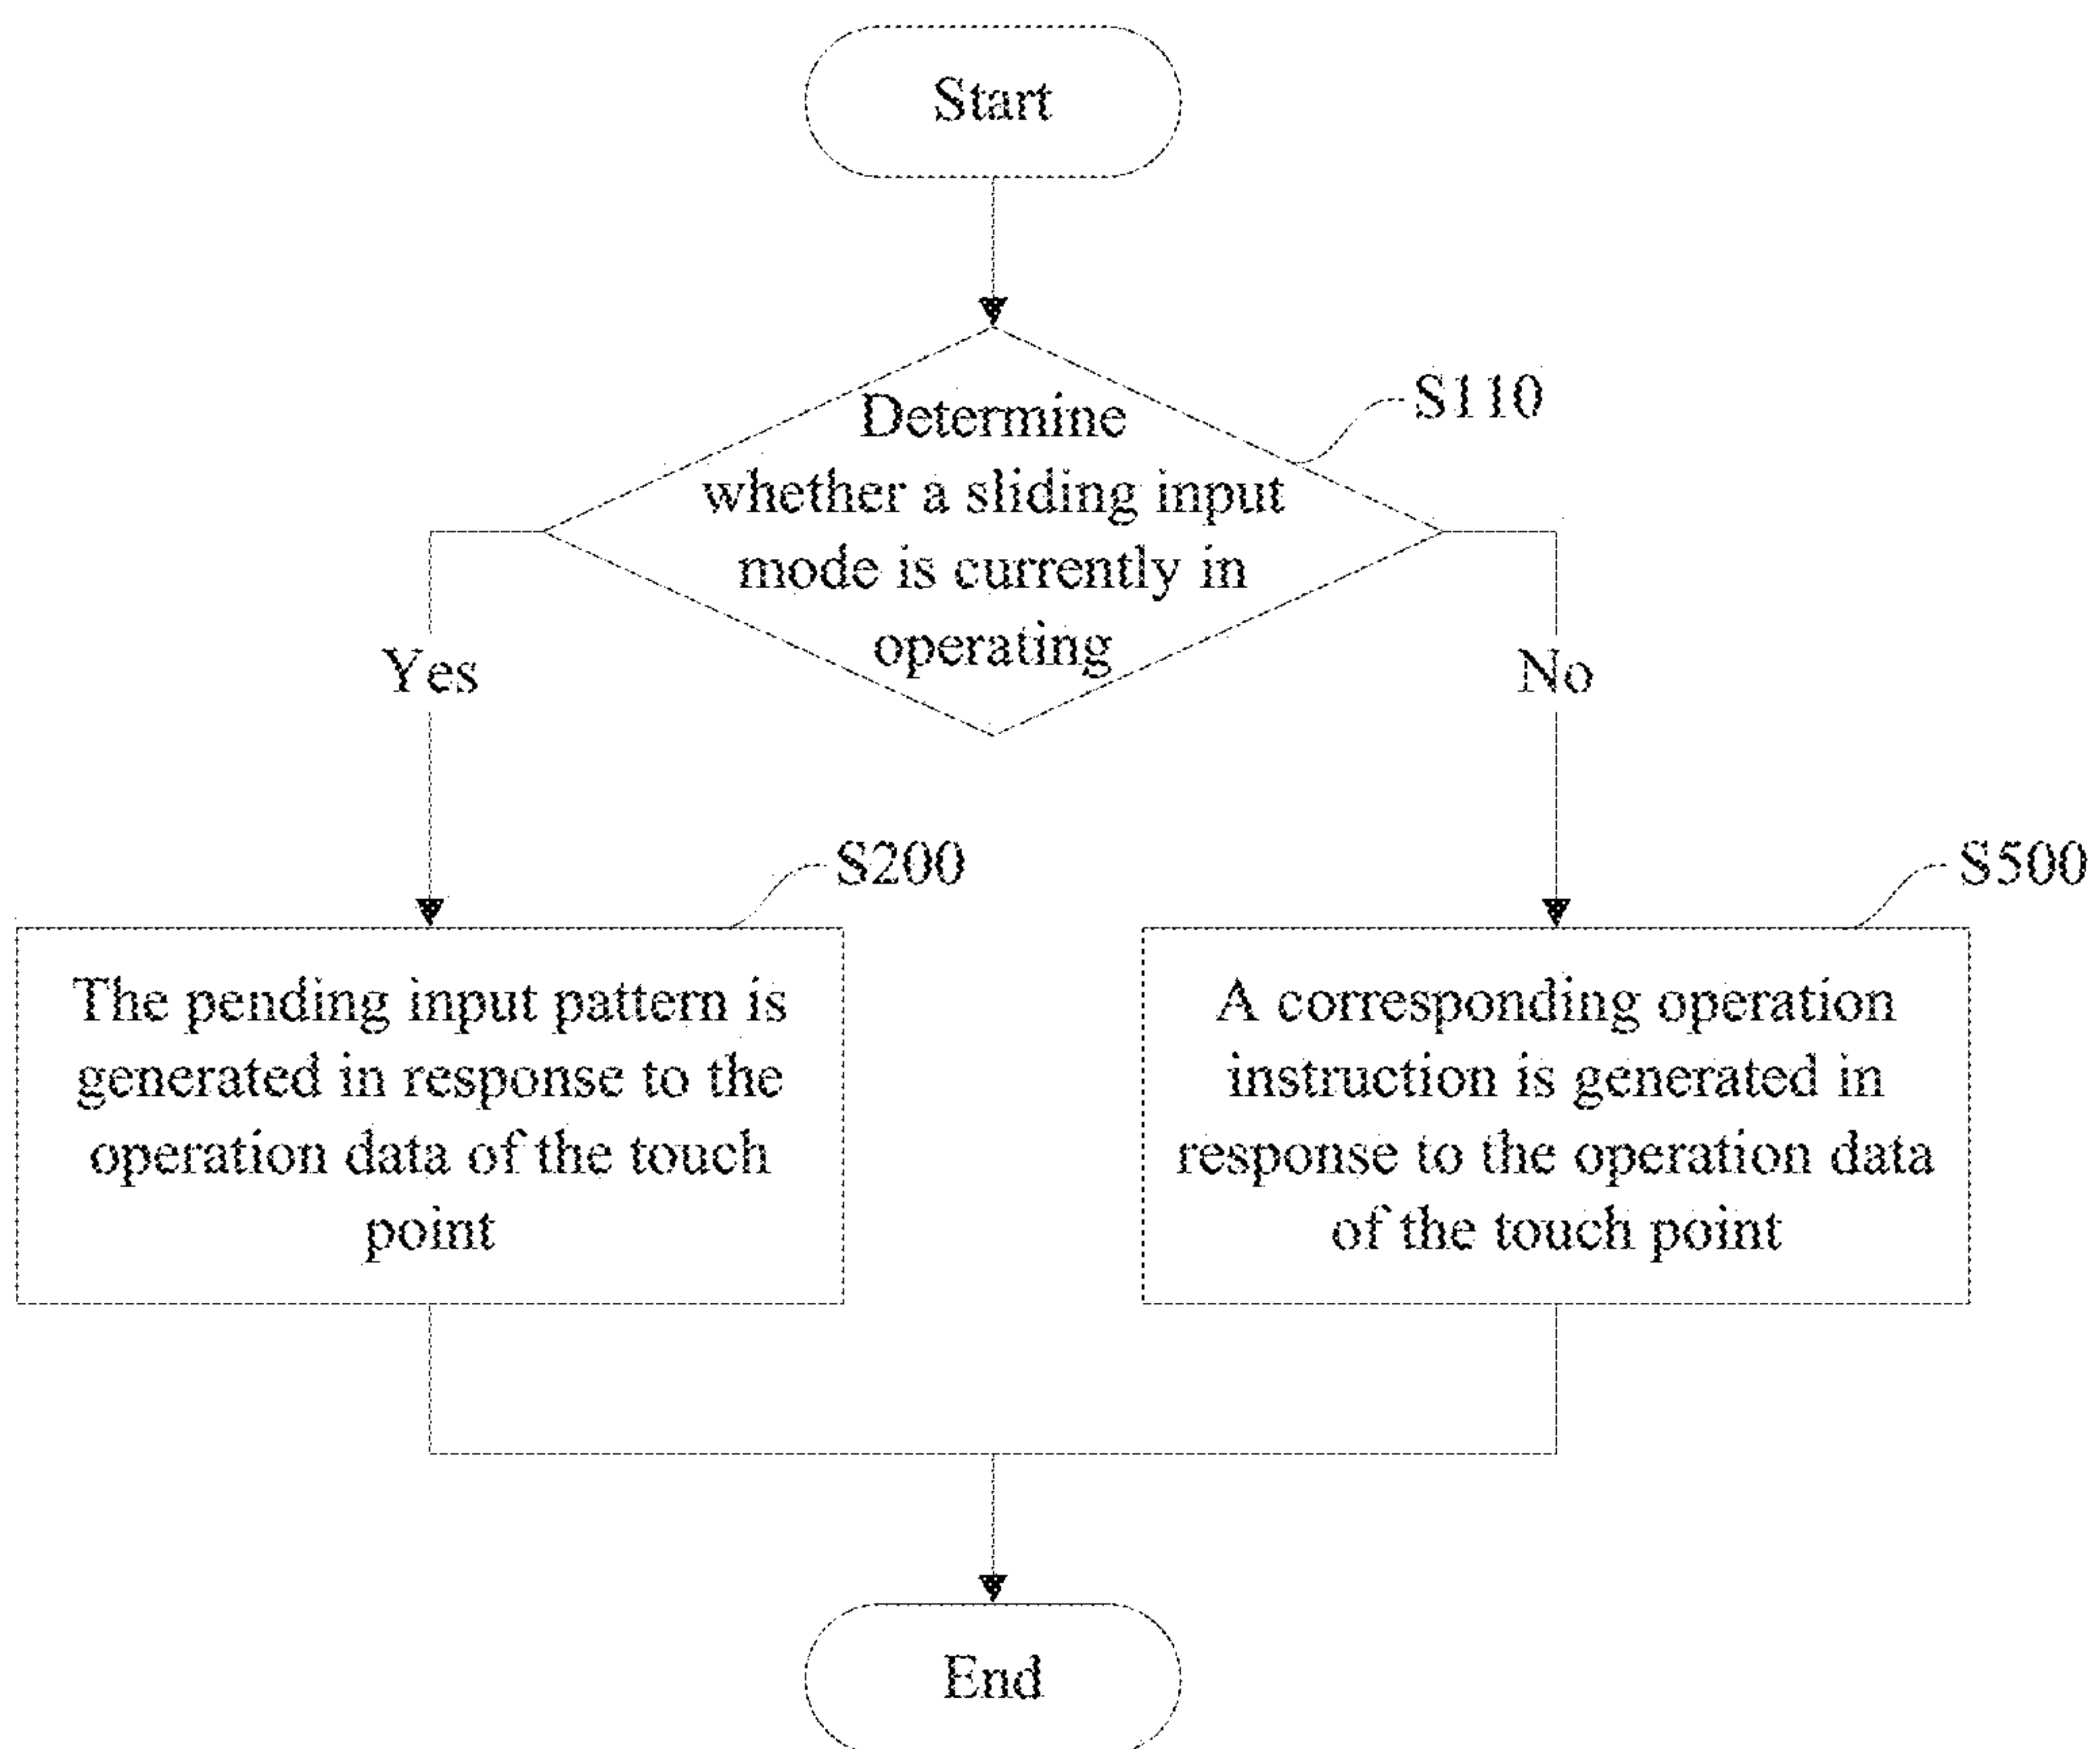 Start
Determine
whether a sliding input
mode is currently in
operating
S110
Yes
No
S200
S500
The pending input pattern is
generated in response to the
operation data of the touch
point
A corresponding operation
instruction is generated in
response to the operation data
of the touch point
End